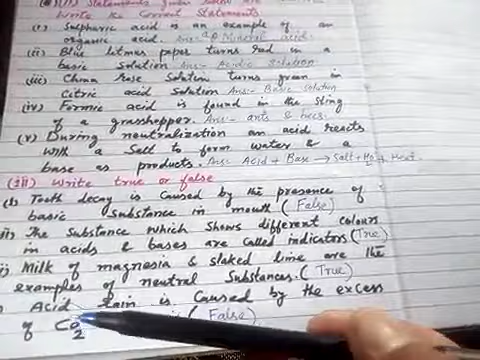 (ii) Statements given below are
Write the Correct Statements.
(i) Sulphuric acid is an example of an
organic acid. Ans:- a Mineral acid.
(ii) Blue litmus paper turns red in a
basic solution Ans:- Acidic solution
(iii) China Rose Solution turns green in
Citric acid solution Ans:- Basic solution
(iv) Formic acid is found in the sting
of a grasshopper. Ans:- ants & bees.
(v) During neutralization an acid reacts
with a Salt to form water & a
base as products. Ans: Acid + Base → Salt + H2O + Heat
(iii) Write true or false
(i) Tooth decay is caused by the presence of
basic substance in mouth (False)
ii) The Substance which shows different colours
in acids & bases are called indicators (True)
i) Milk of magnesia & slaked lime are the
examples of neutral Substances. (True)
Acid rain is Caused by the excess
of CO2 (False)